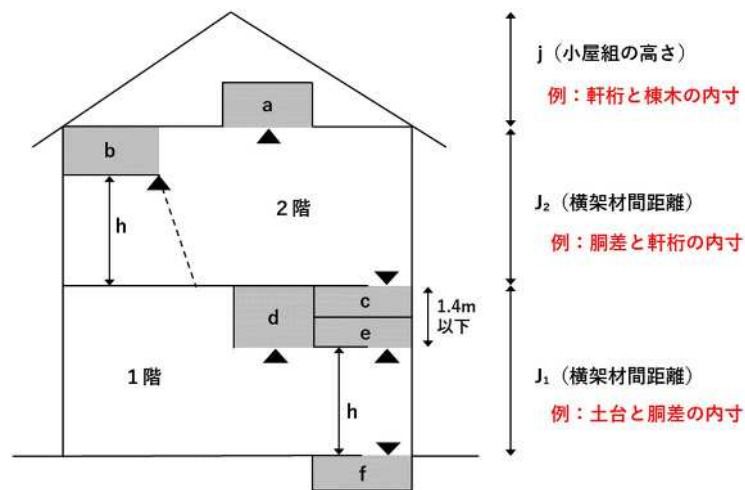 j（小屋組の高さ）
例：軒桁と棟木の内寸
a
b
h
2階
J₂（横架材間距離）
例：胴差と軒桁の内寸
c
d
e
1.4m
以下
1階
h
J₁（横架材間距離）
例：土台と胴差の内寸
f